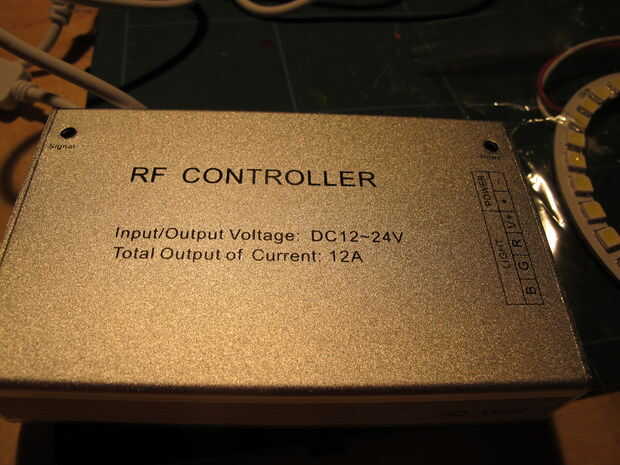 Signal
RF CONTROLLER
Input/Output Voltage: DC12~24V
Total Output of Current: 12A
POWER
LIGHT
+
V+
R
G
B